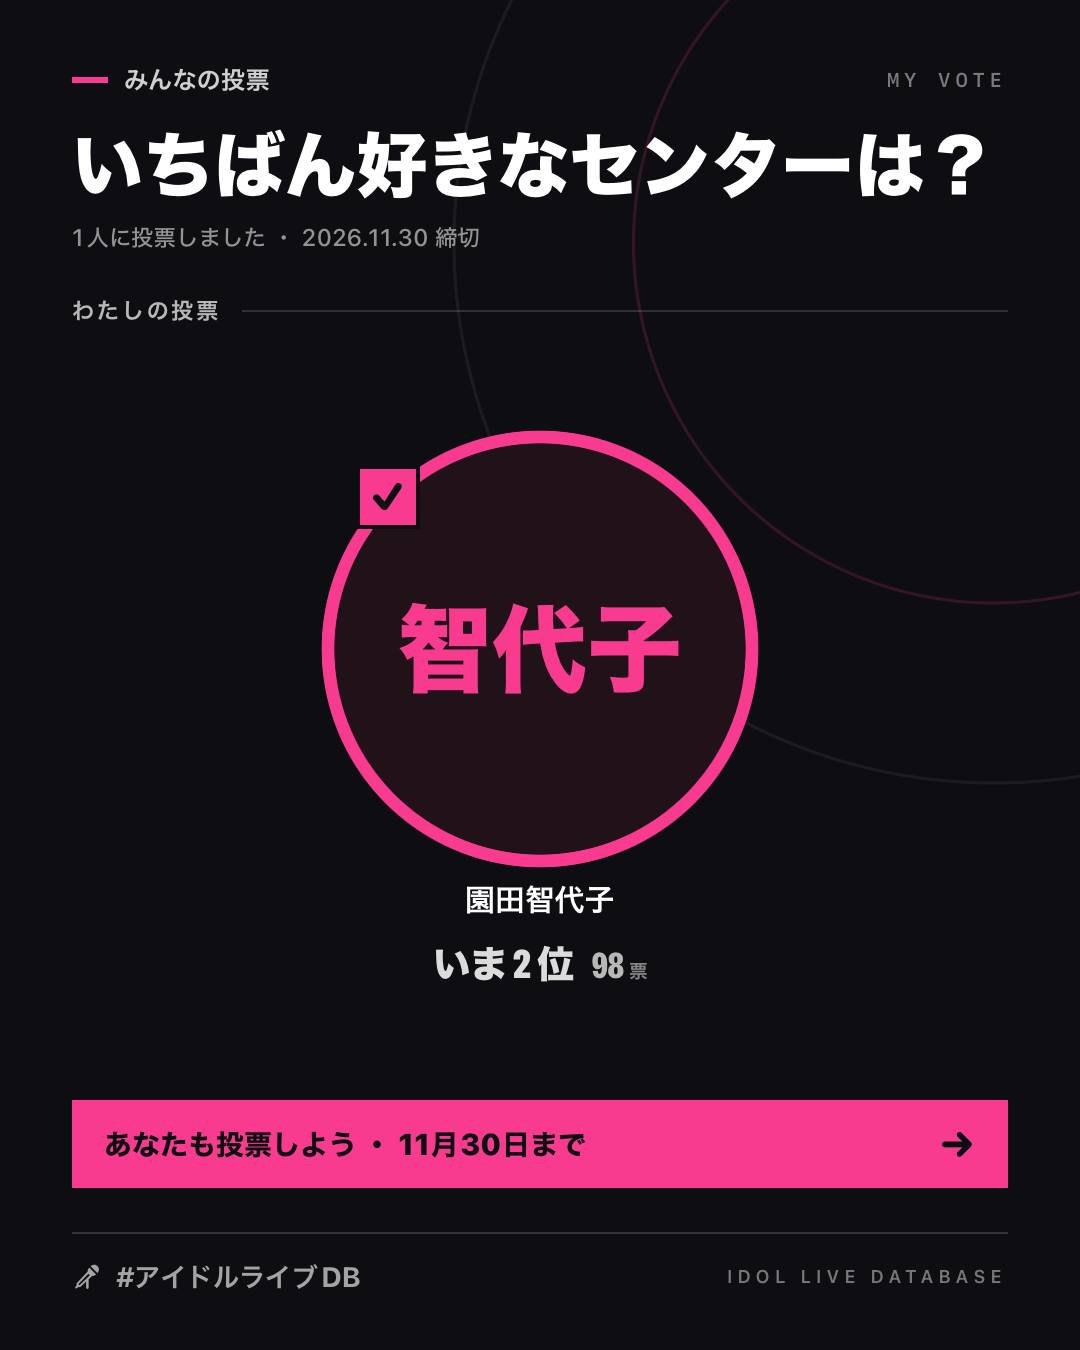 みんなの投票
MY VOTE
いちばん好きなセンターは？
1人に投票しました ・ 2026.11.30 締切
わたしの投票
智代子
園田智代子
いま2位 98票
あなたも投票しよう ・ 11月30日まで
#アイドルライブDB
IDOL LIVE DATABASE